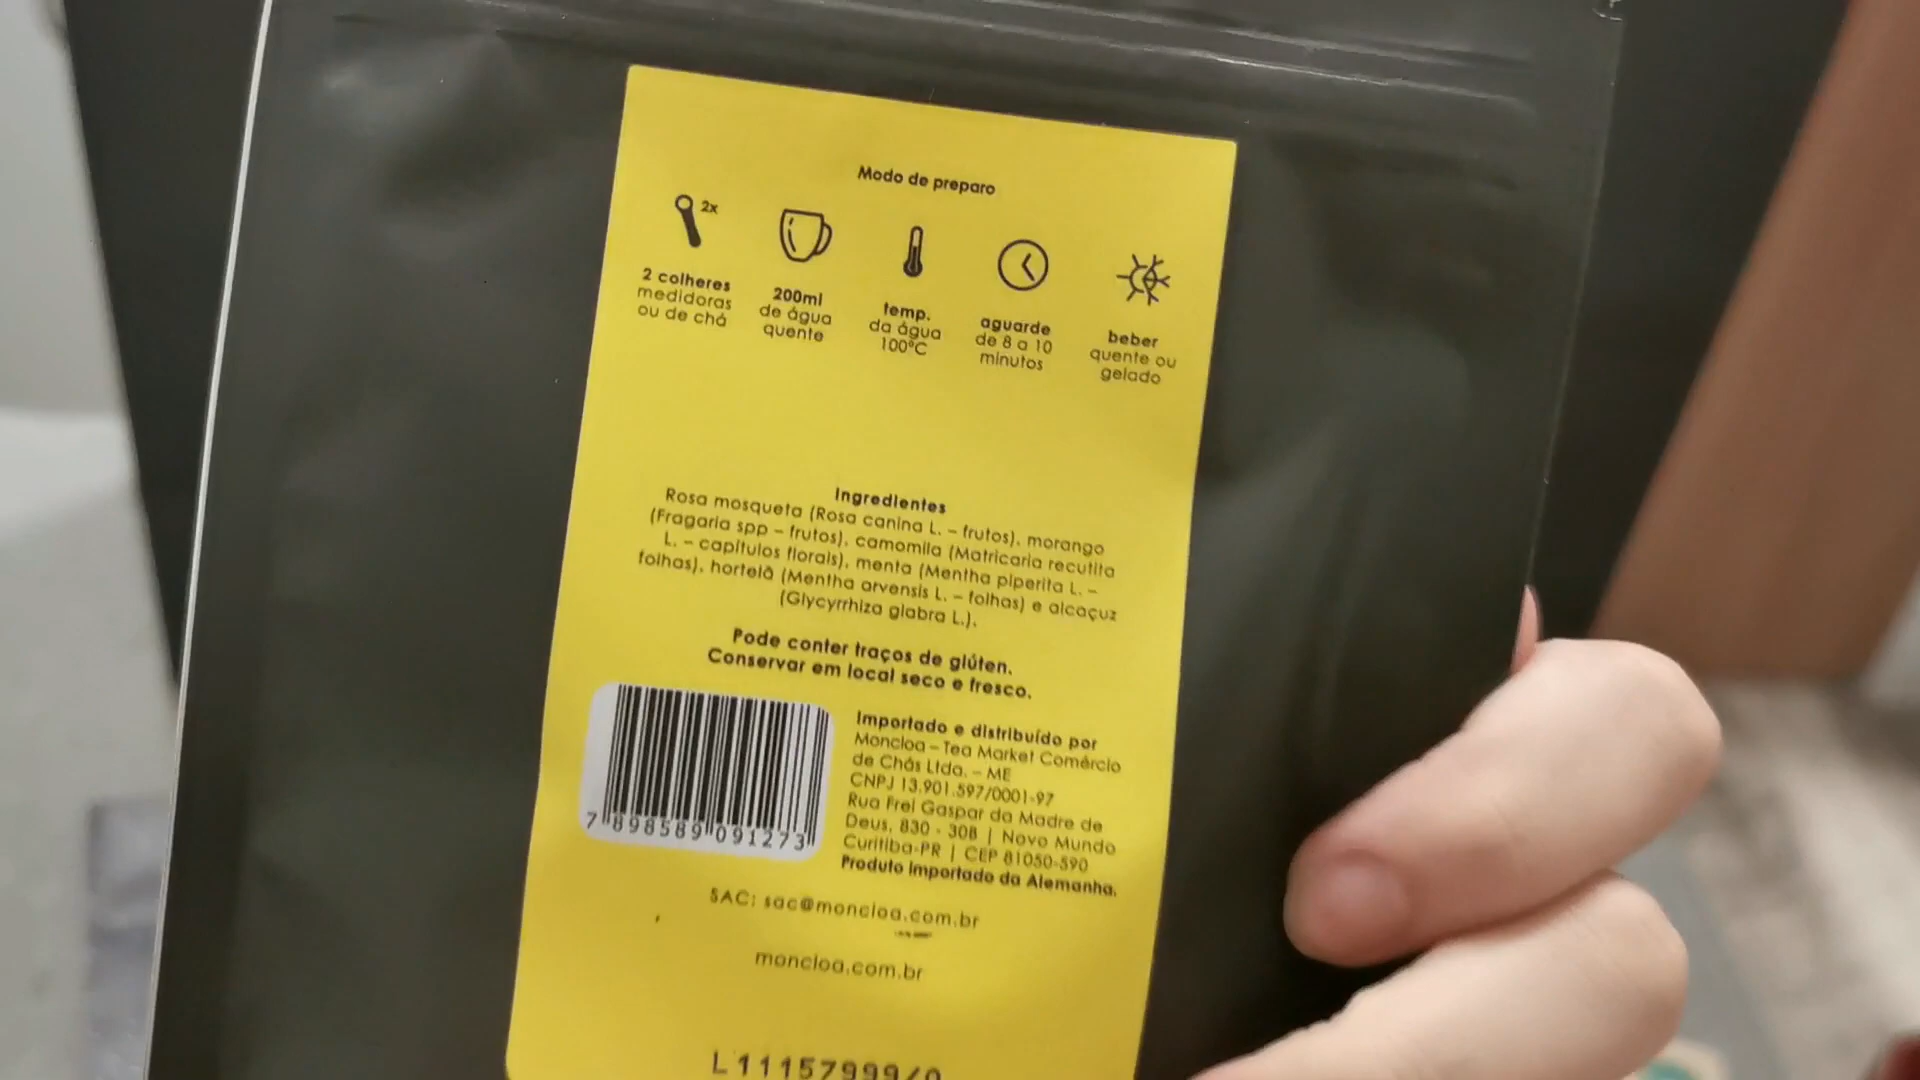 Modo de preparo
2x
2 colheres
medidoras
ou de chá
200ml
de água
quente
temp.
da água
100ºC
aguarde
de 8 a 10
minutos
beber
quente ou
gelado
Ingredientes
Rosa mosqueta (Rosa canina L. – frutos), morango
(Fragaria spp – frutos), camomila (Matricaria recutita
L. – capítulos florais), menta (Mentha piperita L. –
folhas), hortelã (Mentha arvensis L. – folhas) e alcaçuz
(Glycyrrhiza glabra L.).
Pode conter traços de glúten.
Conservar em local seco e fresco.
7 898589 091273
Importado e distribuído por
Moncloa – Tea Market Comércio
de Chás Ltda. – ME
CNPJ 13.901.597/0001-97
Rua Frei Gaspar da Madre de
Deus, 830 - 30B | Novo Mundo
Curitiba-PR | CEP 81050-590
Produto Importado da Alemanha.
SAC: sac@moncloa.com.br
moncloa.com.br